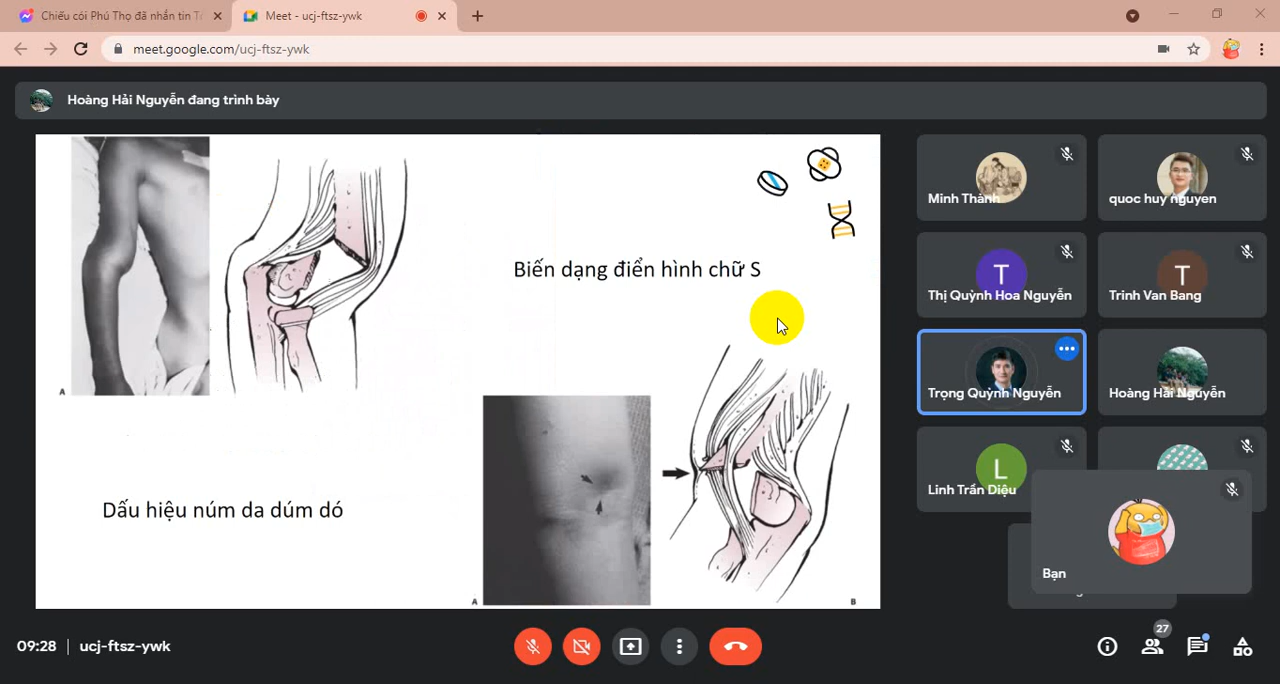 Chiếu cói Phú Thọ đã nhắn tin T
Meet - ucj-ftsz-ywk
meet.google.com/ucj-ftsz-ywk
Hoàng Hải Nguyễn đang trình bày
A
Biến dạng điển hình chữ S
Dấu hiệu núm da dúm dó
A
B
Minh Thành
quoc huy nguyen
Thị Quỳnh Hoa Nguyễn
T
Trinh Van Bang
T
Trọng Quỳnh Nguyễn
Hoàng Hải Nguyễn
L
Linh Trần Diệu
Bạn
09:28 | ucj-ftsz-ywk
27